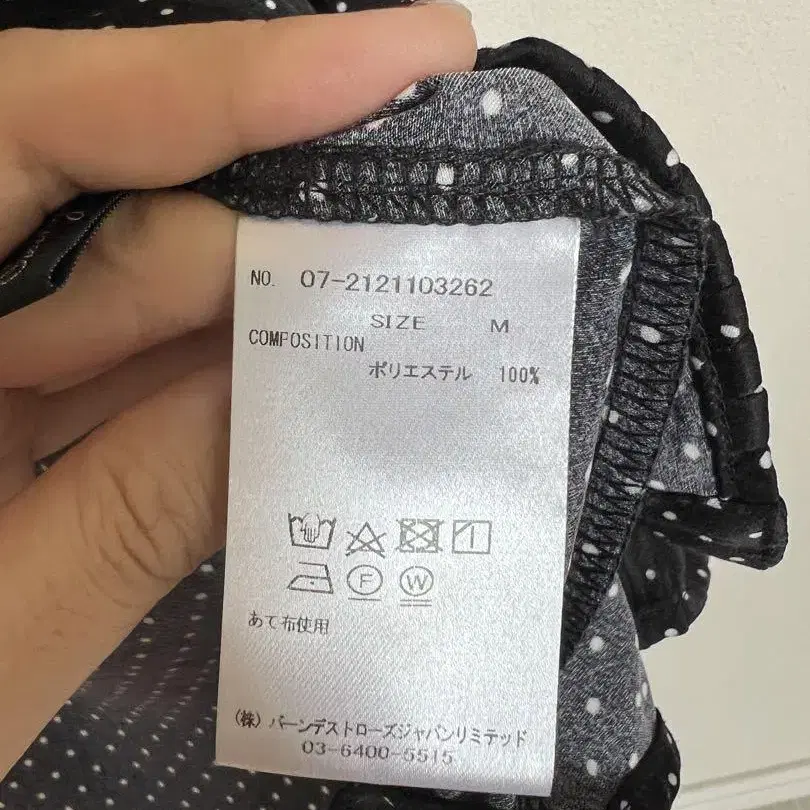 NO. 07-2121103262
SIZE M
COMPOSITION
ポリエステル 100%
F W
あて布使用
(株) バーンデストローズジャパンリミテッド
03-6400-5515